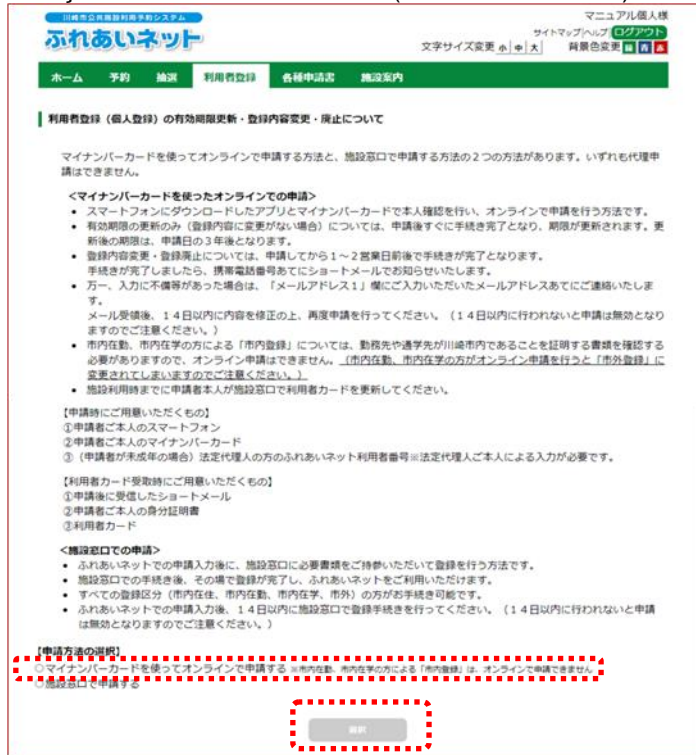 川崎市公共施設利用予約システム
ふれあいネット
マニュアル個人様
サイトマップ|ヘルプ|ログアウト
文字サイズ変更 小 中 大 背景色変更
ホーム 予約 抽選 利用者登録 各種申請書 施設案内
利用者登録（個人登録）の有効期限更新・登録内容変更・廃止について
マイナンバーカードを使ってオンラインで申請する方法と、施設窓口で申請する方法の２つの方法があります。いずれも代理申
請はできません。
＜マイナンバーカードを使ったオンラインでの申請＞
• スマートフォンにダウンロードしたアプリとマイナンバーカードで本人確認を行い、オンラインで申請を行う方法です。
• 有効期限の更新のみ（登録内容に変更がない場合）については、申請後すぐに手続き完了となり、期限が更新されます。更
新後の期限は、申請日の３年後となります。
• 登録内容変更・登録廃止については、申請してから１～２営業日前後で手続きが完了となります。
手続きが完了しましたら、携帯電話番号あてにショートメールでお知らせいたします。
• 万一、入力に不備等があった場合は、「メールアドレス１」欄にご入力いただいたメールアドレスあてにご連絡いたしま
す。
メール受領後、１４日以内に内容を修正の上、再度申請を行ってください。（１４日以内に行われないと申請は無効となり
ますのでご注意ください。）
• 市内在勤、市内在学の方による「市内登録」については、勤務先や通学先が川崎市内であることを証明する書類を確認する
必要がありますので、オンライン申請はできません。（市内在勤、市内在学の方がオンライン申請を行うと「市外登録」に
変更されてしまいますのでご注意ください。）
• 施設利用時までに申請者本人が施設窓口で利用者カードを更新してください。
【申請時にご用意いただくもの】
①申請者ご本人のスマートフォン
②申請者ご本人のマイナンバーカード
③（申請者が未成年の場合）法定代理人の方のふれあいネット利用者番号※法定代理人ご本人による入力が必要です。
【利用者カード受取時にご用意いただくもの】
①申請後に受信したショートメール
②申請者ご本人の身分証明書
③利用者カード
＜施設窓口での申請＞
• ふれあいネットでの申請入力後に、施設窓口に必要書類をご持参いただいて登録を行う方法です。
• 施設窓口での手続き後、その場で登録が完了し、ふれあいネットをご利用いただけます。
• すべての登録区分（市内在住、市内在勤、市内在学、市外）の方がお手続き可能です。
• ふれあいネットでの申請入力後、１４日以内に施設窓口で登録手続きを行ってください。（１４日以内に行われないと申請
は無効となりますのでご注意ください。）
【申請方法の選択】
○マイナンバーカードを使ってオンラインで申請する ※市内在勤、市内在学の方による「市内登録」は、オンラインで申請できません
○施設窓口で申請する
選択